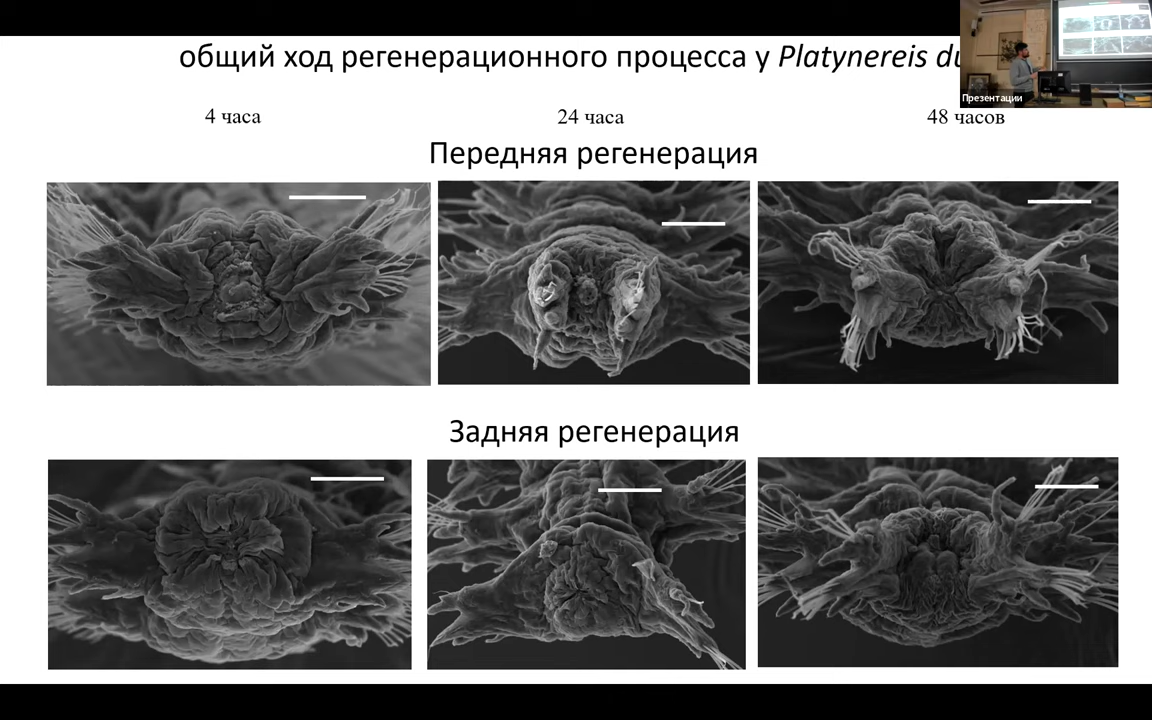 общий ход регенерационного процесса у Platynereis
Презентации
4 часа 24 часа 48 часов
Передняя регенерация
Задняя регенерация